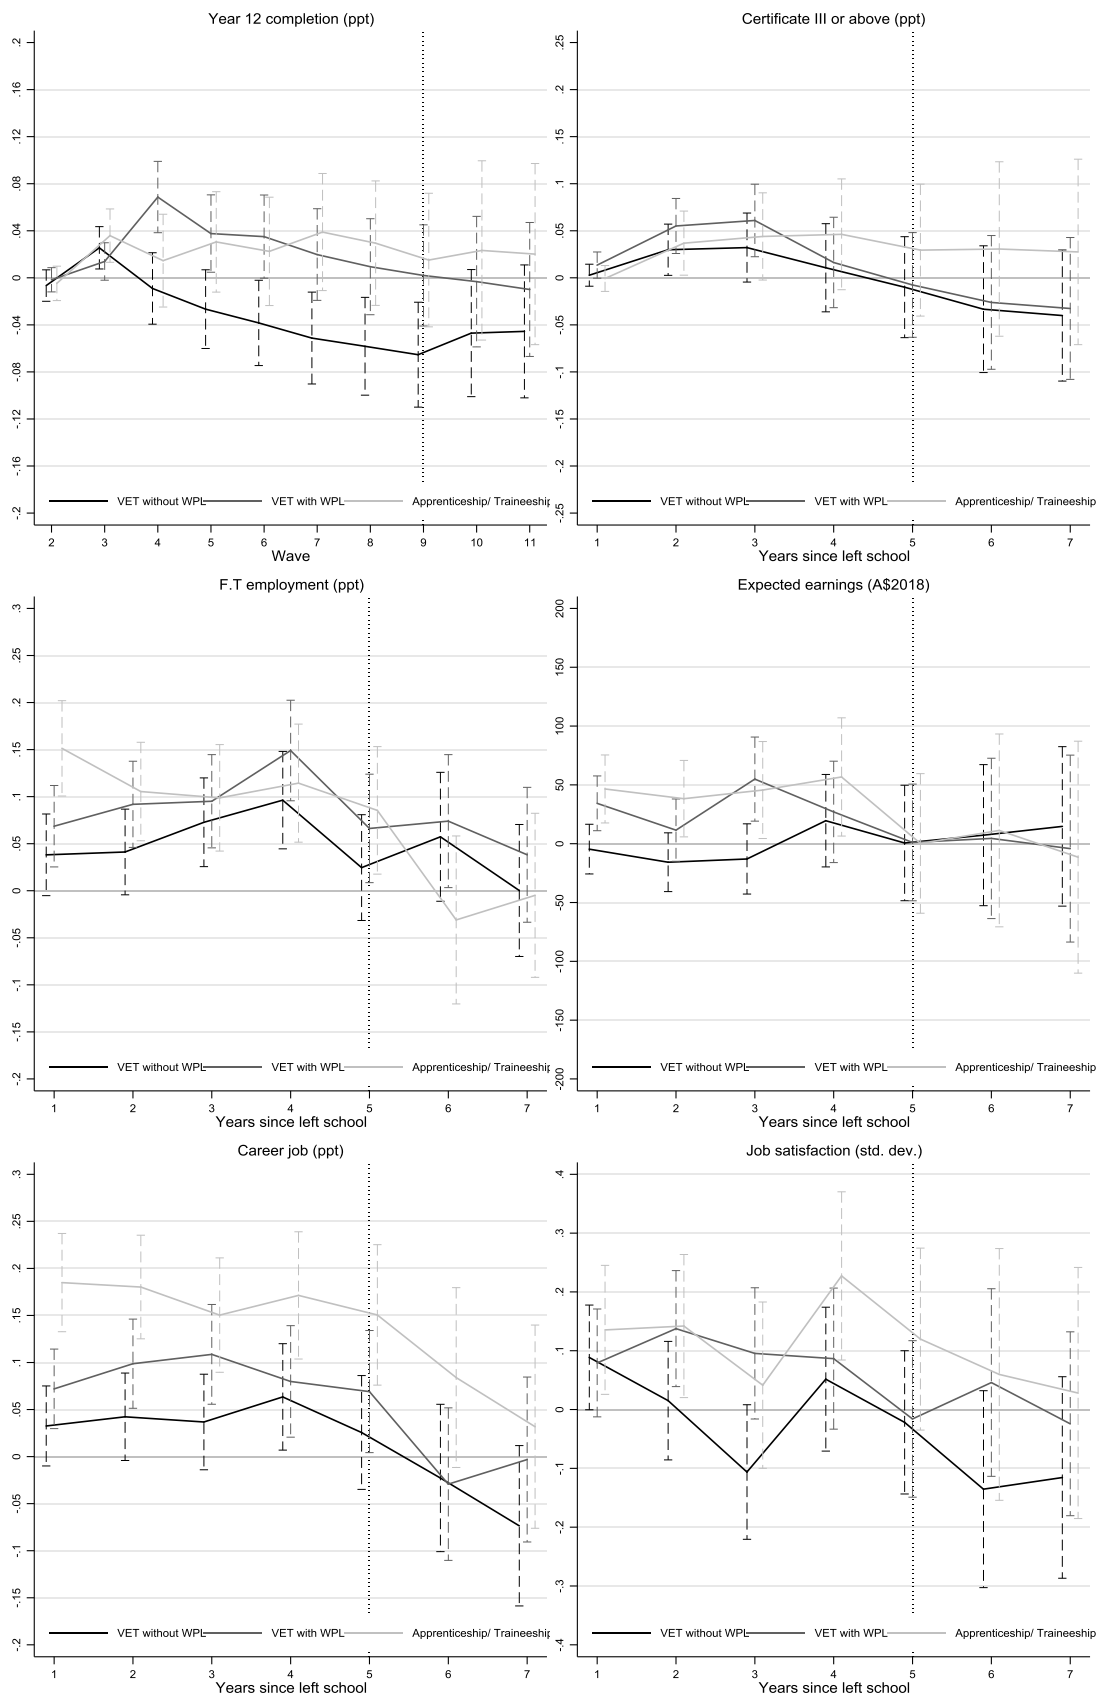 Year 12 completion (ppt)
.2
.16
.12
.08
.04
0
-.04
-.08
-.12
-.16
-.2
VET without WPL VET with WPL Apprenticeship/ Traineeship
2 3 4 5 6 7 8 9 10 11
Wave
Certificate III or above (ppt)
.25
.2
.15
.1
.05
0
-.05
-.1
-.15
-.2
-.25
VET without WPL VET with WPL Apprenticeship/ Traineeship
1 2 3 4 5 6 7
Years since left school
F.T employment (ppt)
.3
.25
.2
.15
.1
.05
0
-.05
-.1
-.15
-.2
VET without WPL VET with WPL Apprenticeship/ Traineeship
1 2 3 4 5 6 7
Years since left school
Expected earnings (A$2018)
200
150
100
50
0
-50
-100
-150
-200
VET without WPL VET with WPL Apprenticeship/ Traineeship
1 2 3 4 5 6 7
Years since left school
Career job (ppt)
.3
.25
.2
.15
.1
.05
0
-.05
-.1
-.15
-.2
VET without WPL VET with WPL Apprenticeship/ Traineeship
1 2 3 4 5 6 7
Years since left school
Job satisfaction (std. dev.)
.4
.3
.2
.1
0
-.1
-.2
-.3
-.4
VET without WPL VET with WPL Apprenticeship/ Traineeship
1 2 3 4 5 6 7
Years since left school